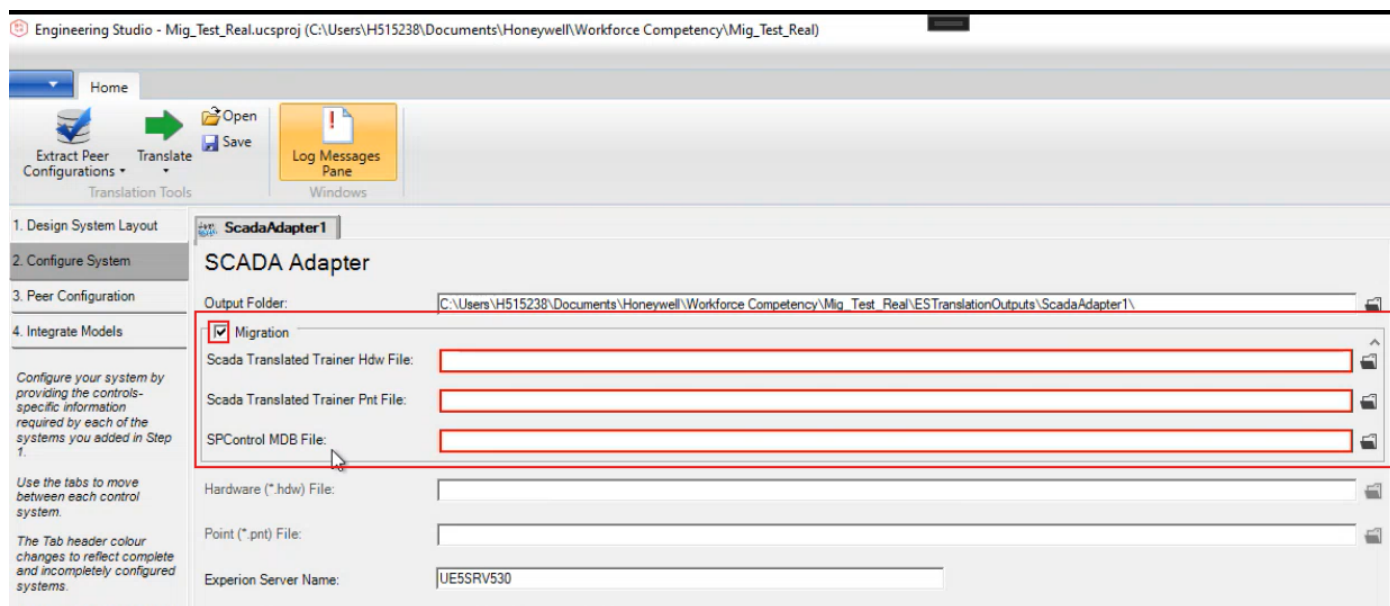 Engineering Studio - Mig_Test_Real.ucsproj (C:\Users\H515238\Documents\Honeywell\Workforce Competency\Mig_Test_Real)
Home
Extract Peer
Configurations
Translate
Open
Save
Translation Tools
Log Messages
Pane
Windows
1. Design System Layout
2. Configure System
3. Peer Configuration
4. Integrate Models
Configure your system by
providing the controls-
specific information
required by each of the
systems you added in Step
1.
Use the tabs to move
between each control
system.
The Tab header colour
changes to reflect complete
and incompletely configured
systems.
ScadaAdapter1
SCADA Adapter
Output Folder: C:\Users\H515238\Documents\Honeywell\Workforce Competency\Mig_Test_Real\ESTranslationOutputs\ScadaAdapter1\
Migration
Scada Translated Trainer Hdw File:
Scada Translated Trainer Pnt File:
SPControl MDB File:
Hardware (*.hdw) File:
Point (*.pnt) File:
Experion Server Name: UE5SRV530